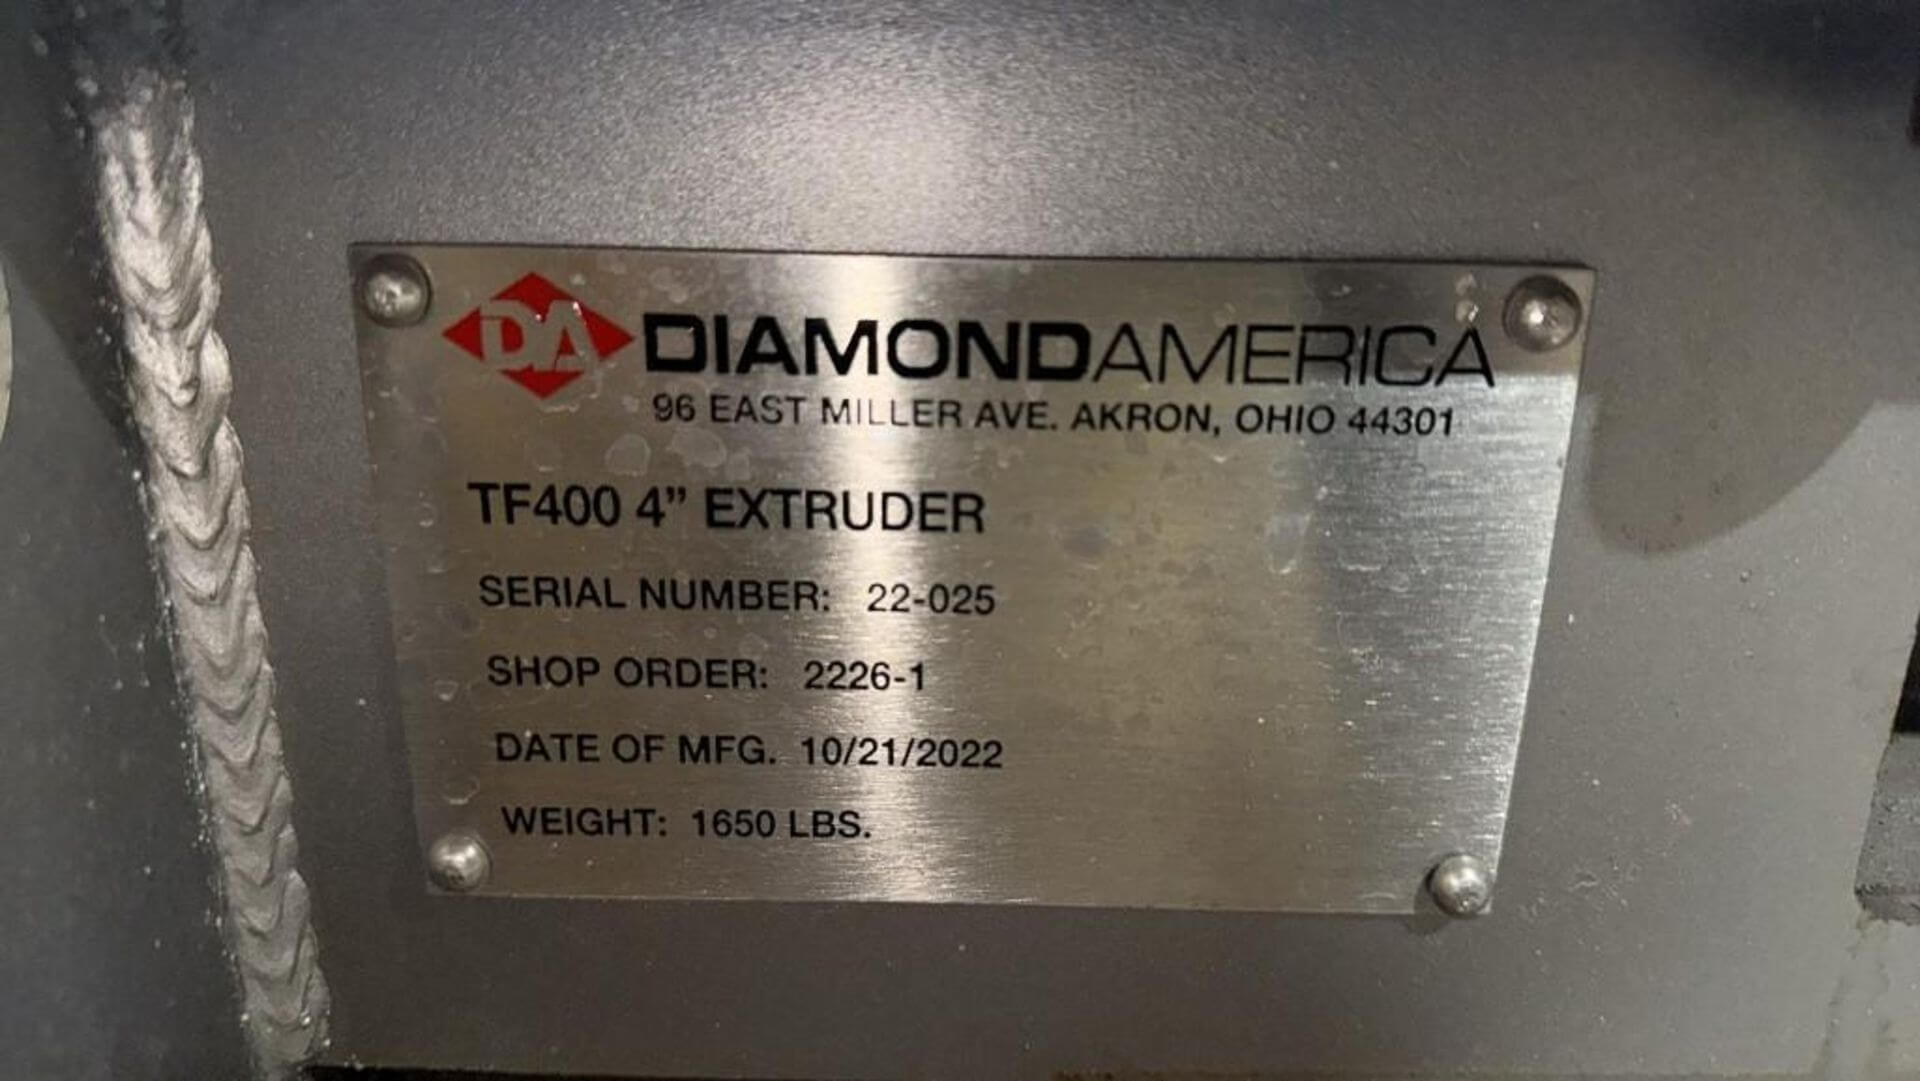 DA DIAMONDAMERICA
96 EAST MILLER AVE. AKRON, OHIO 44301
TF400 4” EXTRUDER
SERIAL NUMBER: 22-025
SHOP ORDER: 2226-1
DATE OF MFG. 10/21/2022
WEIGHT: 1650 LBS.